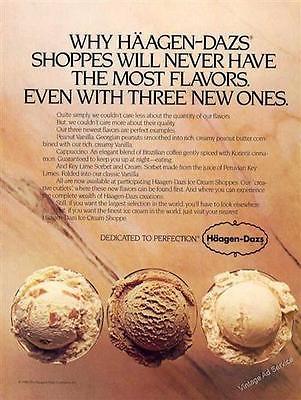 WHY HÄAGEN-DAZS®
SHOPPES WILL NEVER HAVE
THE MOST FLAVORS.
EVEN WITH THREE NEW ONES.
Quite simply, we couldn't care less about the quantity of our flavors.
But, we couldn't care more about their quality.
Our three newest flavors are perfect examples.
Peanut Vanilla. Georgian peanuts smoothed into rich, creamy peanut butter com-
bined with our rich, creamy Vanilla.
Cappuccino. An elegant blend of Brazilian coffee gently spiced with Korintji cinna-
mon. Guaranteed to keep you up at night—eating.
And Key Lime Sorbet and Cream. Sorbet made from the juice of Peruvian Key
Limes. Folded into our classic Vanilla.
All are now available at participating Häagen-Dazs Ice Cream Shoppes. Our "cre-
ative outlets," where these new flavors can be found first. And where you can experience
the complete wealth of Häagen-Dazs creations.
Still, if you want the largest selection in the world, you'll have to look elsewhere.
But, if you want the finest ice cream in the world, just visit your nearest
Häagen-Dazs Ice Cream Shoppe.
DEDICATED TO PERFECTION.
Häagen-Dazs
Vintage Ad Service